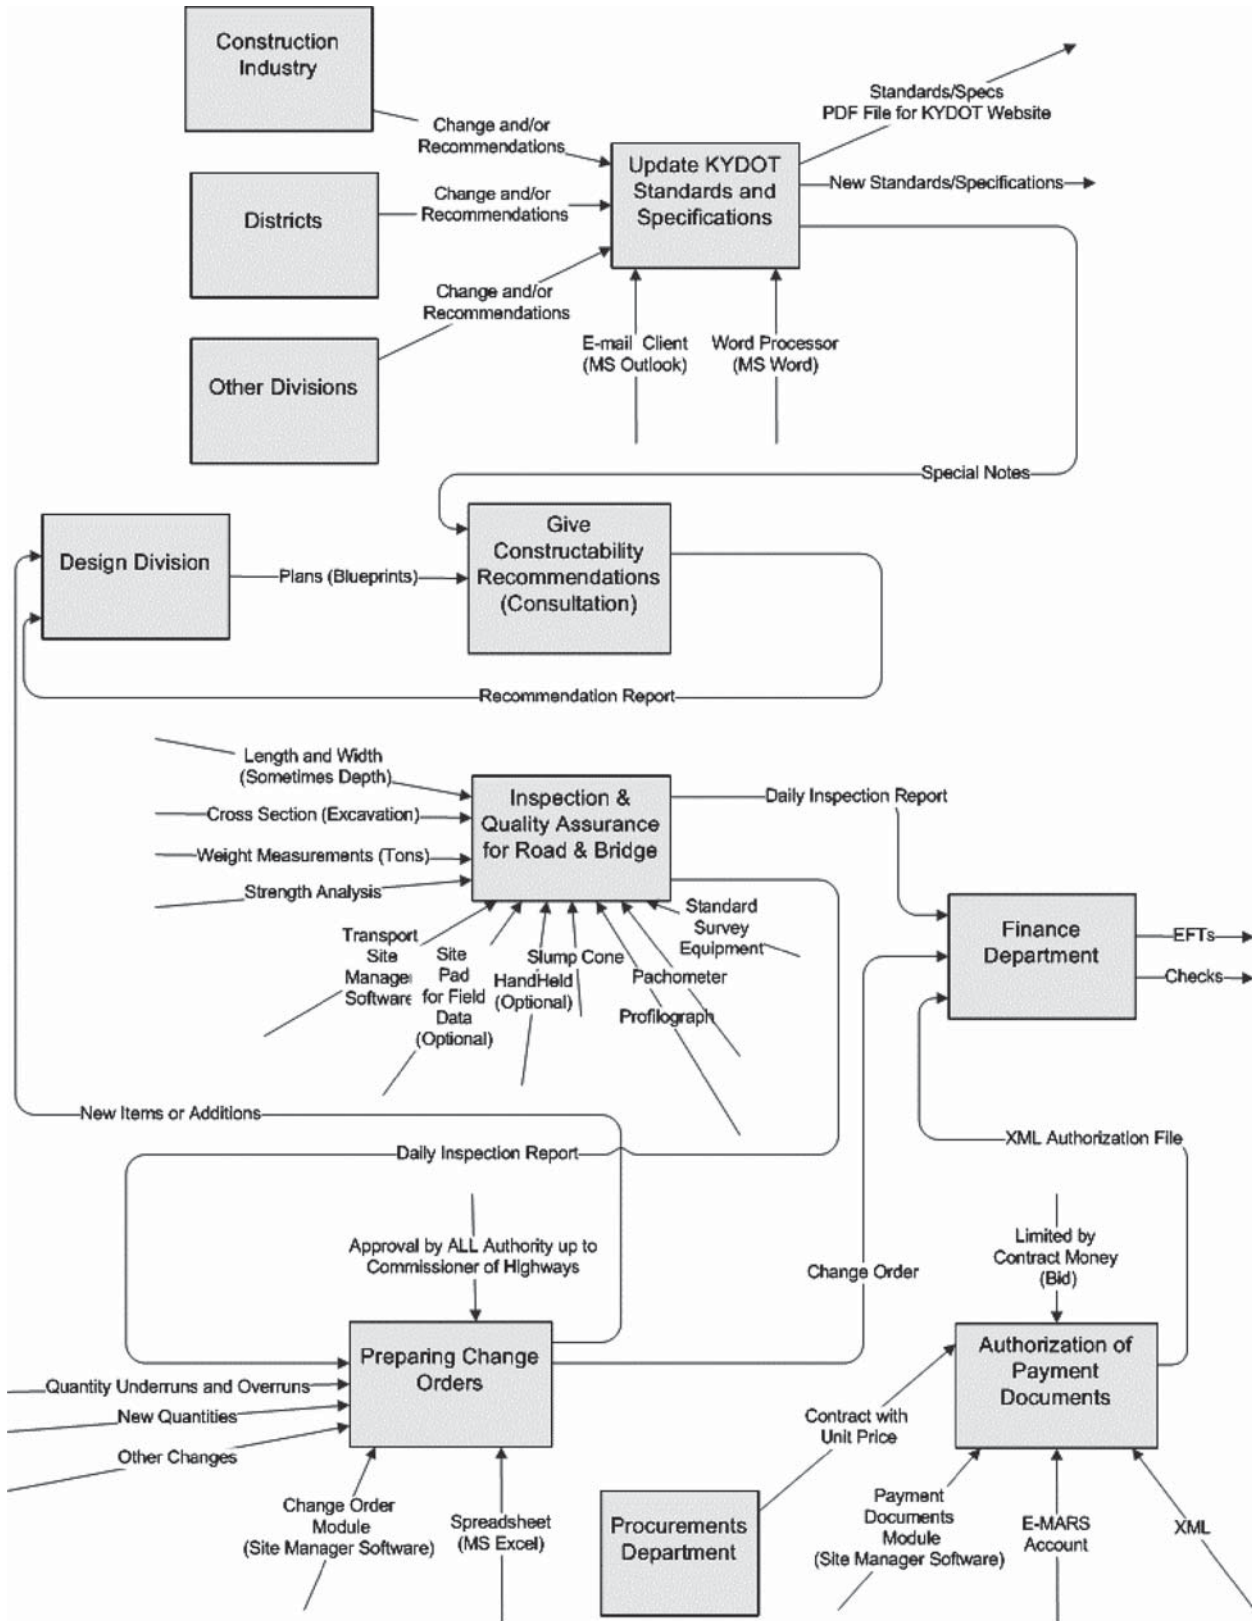 Construction
Industry
Change and/or
Recommendations
Standards/Specs
PDF File for KYDOT Website
Update KYDOT
Standards and
Specifications
New Standards/Specifications
Districts
Change and/or
Recommendations
Change and/or
Recommendations
Other Divisions
E-mail Client
(MS Outlook)
Word Processor
(MS Word)
Special Notes
Design Division
Plans (Blueprints)
Give
Constructability
Recommendations
(Consultation)
Recommendation Report
Length and Width
(Sometimes Depth)
Cross Section (Excavation)
Weight Measurements (Tons)
Strength Analysis
Inspection &
Quality Assurance
for Road & Bridge
Daily Inspection Report
Transport
Site
Manager
Software
Site
Pad
for Field
Data
(Optional)
HandHeld
(Optional)
Slump Cone
Profilograph
Pachometer
Standard
Survey
Equipment
Finance
Department
EFTs
Checks
New Items or Additions
Daily Inspection Report
XML Authorization File
Approval by ALL Authority up to
Commissioner of Highways
Change Order
Limited by
Contract Money
(Bid)
Preparing Change
Orders
Quantity Underruns and Overruns
New Quantities
Other Changes
Change Order
Module
(Site Manager Software)
Spreadsheet
(MS Excel)
Authorization of
Payment
Documents
Contract with
Unit Price
Procurements
Department
Payment
Documents
Module
(Site Manager Software)
E-MARS
Account
XML